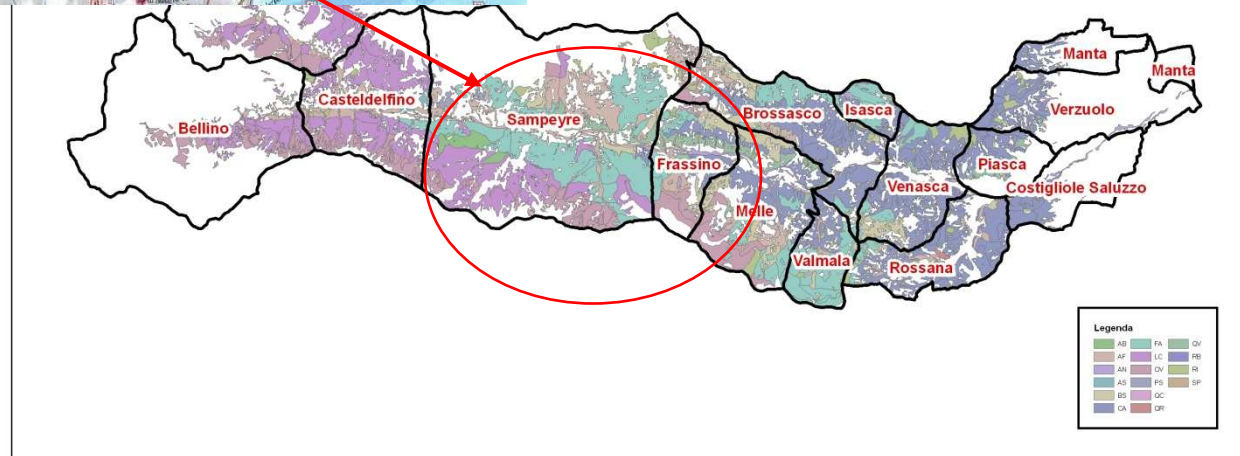 Manta
Manta
Casteldelfino
Verzuolo
Isasca
Brossasco
Sampeyre
Bellino
Frassino
Piasca
Venasca
Costigliole Saluzzo
Melle
Valmala
Rossana
Legenda
AB FA QV
AF LC RB
AN OV RI
AS PS SP
BS QC
CA QR